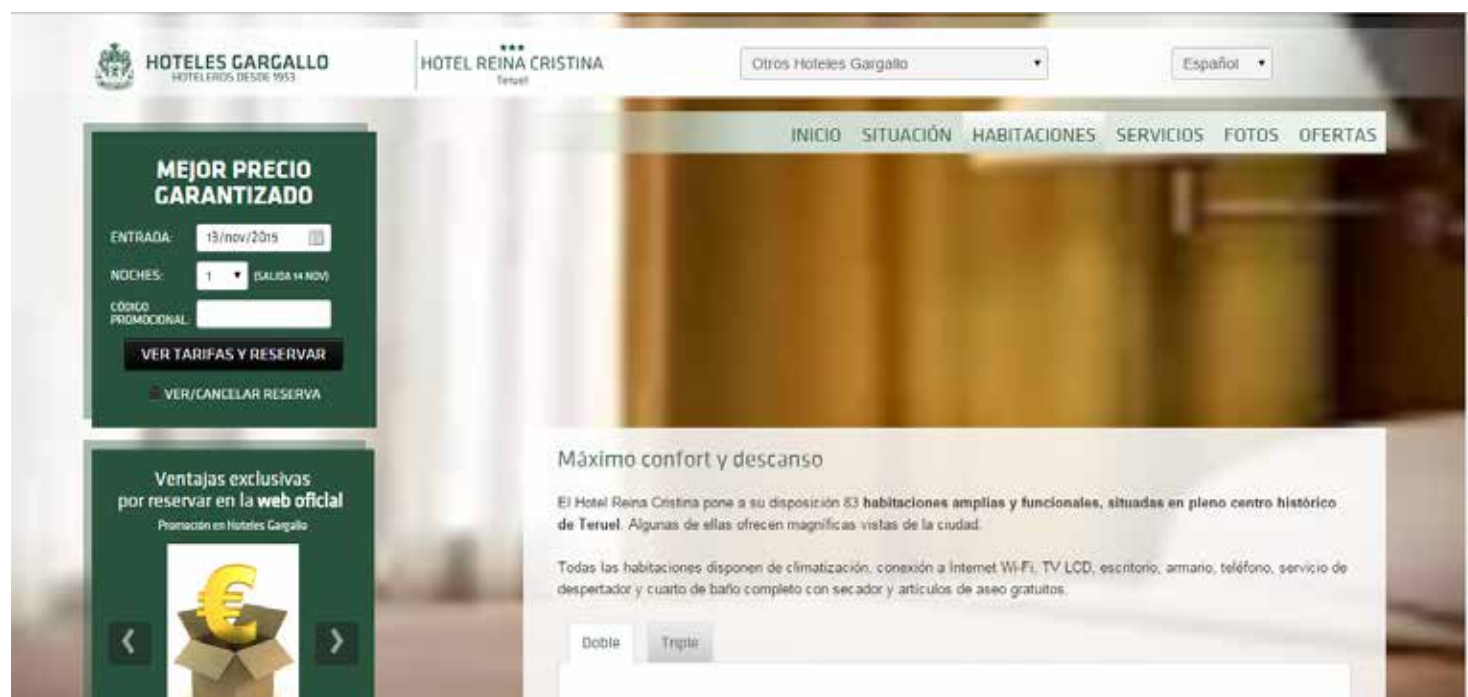 HOTELES GARGALLO
HOTELEROS DESDE 1953
HOTEL REINA CRISTINA
Teruel
Otros Hoteles Gargallo
Español
INICIO SITUACIÓN HABITACIONES SERVICIOS FOTOS OFERTAS
MEJOR PRECIO
GARANTIZADO
ENTRADA: 13/nov/2015
NOCHES: 1 (SALIDA 14 NOV)
CÓDIGO
PROMOCIONAL:
VER TARIFAS Y RESERVAR
VER/CANCELAR RESERVA
Ventajas exclusivas
por reservar en la web oficial
Promoción en Hoteles Gargallo
Máximo confort y descanso
El Hotel Reina Cristina pone a su disposición 83 habitaciones amplias y funcionales, situadas en pleno centro histórico
de Teruel. Algunas de ellas ofrecen magníficas vistas de la ciudad.
Todas las habitaciones disponen de climatización, conexión a Internet Wi-Fi, TV LCD, escritorio, armario, teléfono, servicio de
despertador y cuarto de baño completo con secador y artículos de aseo gratuitos.
Doble Triple